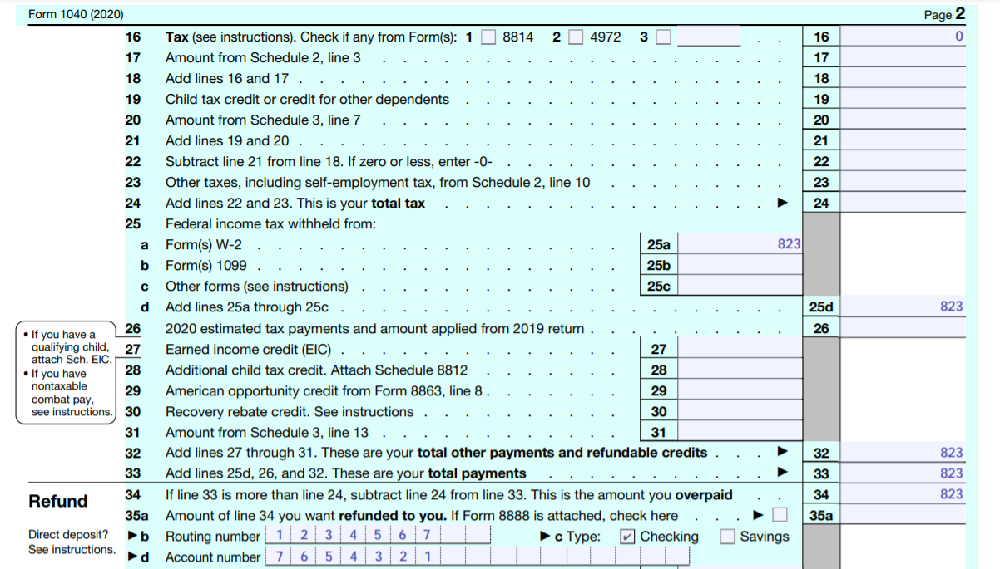 Form 1040 (2020) Page 2
16 Tax (see instructions). Check if any from Form(s): 1 8814 2 4972 3 . . 16 0
17 Amount from Schedule 2, line 3 17
18 Add lines 16 and 17 18
19 Child tax credit or credit for other dependents 19
20 Amount from Schedule 3, line 7 20
21 Add lines 19 and 20 21
22 Subtract line 21 from line 18. If zero or less, enter -0- 22
23 Other taxes, including self-employment tax, from Schedule 2, line 10 23
24 Add lines 22 and 23. This is your total tax ▶ 24
25 Federal income tax withheld from:
a Form(s) W-2 25a 823
b Form(s) 1099 25b
c Other forms (see instructions) 25c
d Add lines 25a through 25c 25d 823
• If you have a qualifying child, attach Sch. EIC.
• If you have nontaxable combat pay, see instructions.
26 2020 estimated tax payments and amount applied from 2019 return 26
27 Earned income credit (EIC) 27
28 Additional child tax credit. Attach Schedule 8812 28
29 American opportunity credit from Form 8863, line 8 29
30 Recovery rebate credit. See instructions 30
31 Amount from Schedule 3, line 13 31
32 Add lines 27 through 31. These are your total other payments and refundable credits ▶ 32 823
33 Add lines 25d, 26, and 32. These are your total payments ▶ 33 823
Refund
34 If line 33 is more than line 24, subtract line 24 from line 33. This is the amount you overpaid 34 823
35a Amount of line 34 you want refunded to you. If Form 8888 is attached, check here ▶ 35a
Direct deposit?
See instructions.
▶ b Routing number 1 2 3 4 5 6 7 ▶ c Type: ✓ Checking Savings
▶ d Account number 7 6 5 4 3 2 1